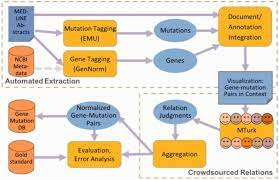 MED-
LINE
Ab-
stracts
Mutation Tagging
(EMU)
Mutations
Document/
Annotation
Integration
NCBI
Meta-
data
Gene Tagging
(GenNorm)
Genes
Automated Extraction
Visualization:
Gene-mutation
Pairs in Context
Gene
Mutation
DB
Normalized
Gene-Mutation
Pairs
Relation
Judgments
MTurk
Gold
standard
Evaluation,
Error Analysis
Aggregation
Crowdsourced Relations